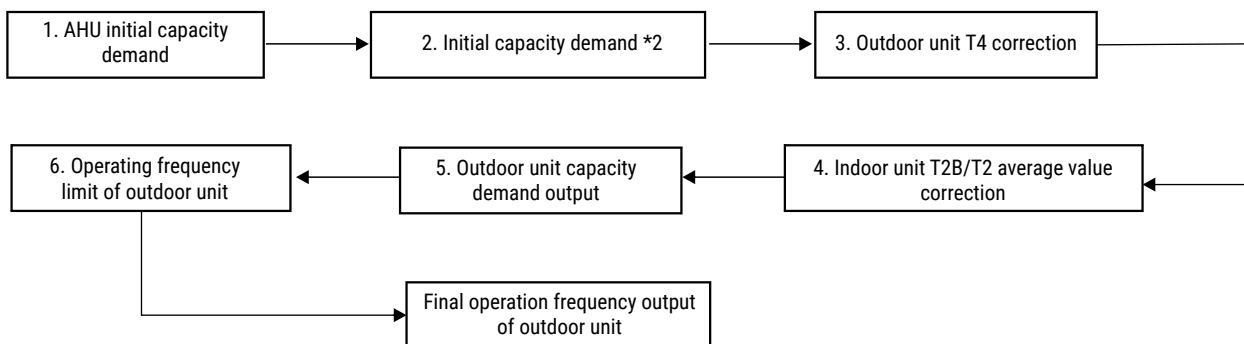 1. AHU initial capacity
demand
2. Initial capacity demand *2
3. Outdoor unit T4 correction
4. Indoor unit T2B/T2 average value
correction
5. Outdoor unit capacity
demand output
6. Operating frequency
limit of outdoor unit
Final operation frequency output
of outdoor unit